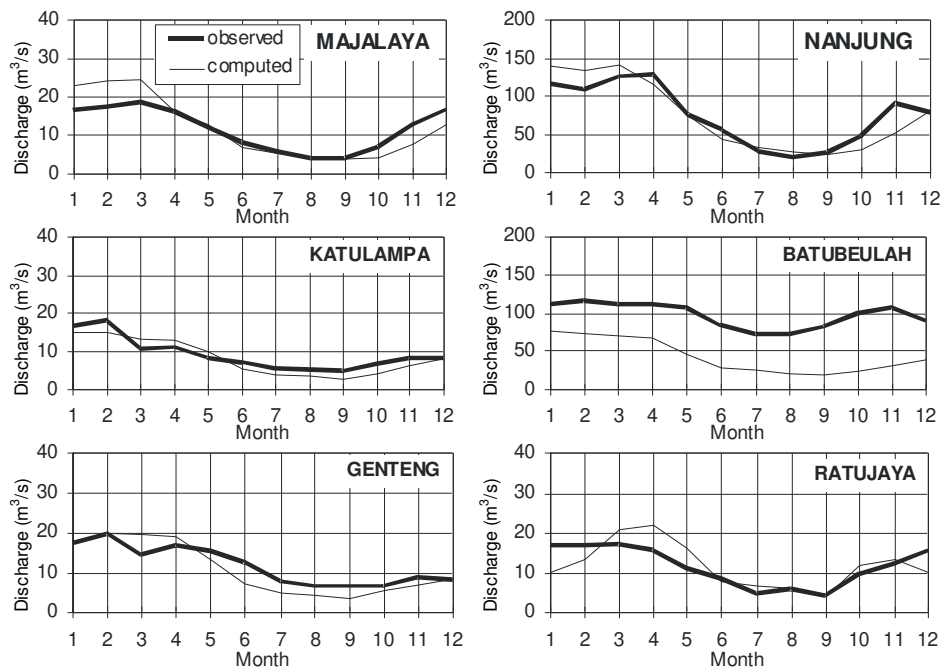 MAJALAYA
observed
computed
Discharge (m³/s)
40
30
20
10
0
1 2 3 4 5 6 7 8 9 10 11 12
Month
NANJUNG
Discharge (m³/s)
200
150
100
50
0
1 2 3 4 5 6 7 8 9 10 11 12
Month
KATULAMPA
Discharge (m³/s)
40
30
20
10
0
1 2 3 4 5 6 7 8 9 10 11 12
Month
BATUBEULAH
Discharge (m³/s)
200
150
100
50
0
1 2 3 4 5 6 7 8 9 10 11 12
Month
GENTENG
Discharge (m³/s)
40
30
20
10
0
1 2 3 4 5 6 7 8 9 10 11 12
Month
RATUJAYA
Discharge (m³/s)
40
30
20
10
0
1 2 3 4 5 6 7 8 9 10 11 12
Month